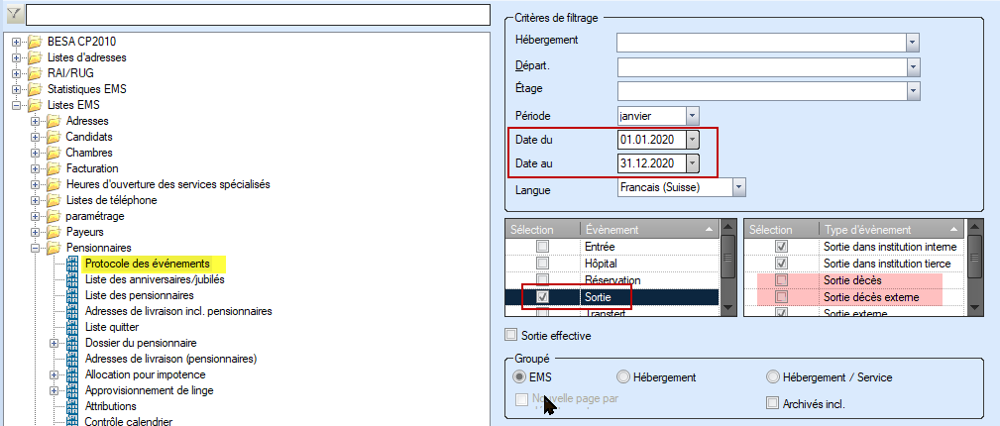 BESA CP2010
Listes d'adresses
RAI/RUG
Statistiques EMS
Listes EMS
Adresses
Candidats
Chambres
Facturation
Heures d'ouverture des services spécialisés
Listes de téléphone
paramétrage
Payeurs
Pensionnaires
Protocole des événements
Liste des anniversaires/jubilés
Liste des pensionnaires
Adresses de livraison incl. pensionnaires
Liste quitter
Dossier du pensionnaire
Adresses de livraison (pensionnaires)
Allocation pour impotence
Approvisionnement de linge
Attributions
Contrôle calendrier
Critères de filtrage
Hébergement
Départ.
Étage
Période janvier
Date du 01.01.2020
Date au 31.12.2020
Langue Francais (Suisse)
Sélection Évènement
Entrée
Hôpital
Réservation
Sortie
Transfert
Sélection Type d'évènement
Sortie dans institution interne
Sortie dans institution tierce
Sortie décès
Sortie décés externe
Sortie externe
Sortie effective
Groupé
EMS Hébergement Hébergement / Service
Nouvelle page par
Archivés incl.